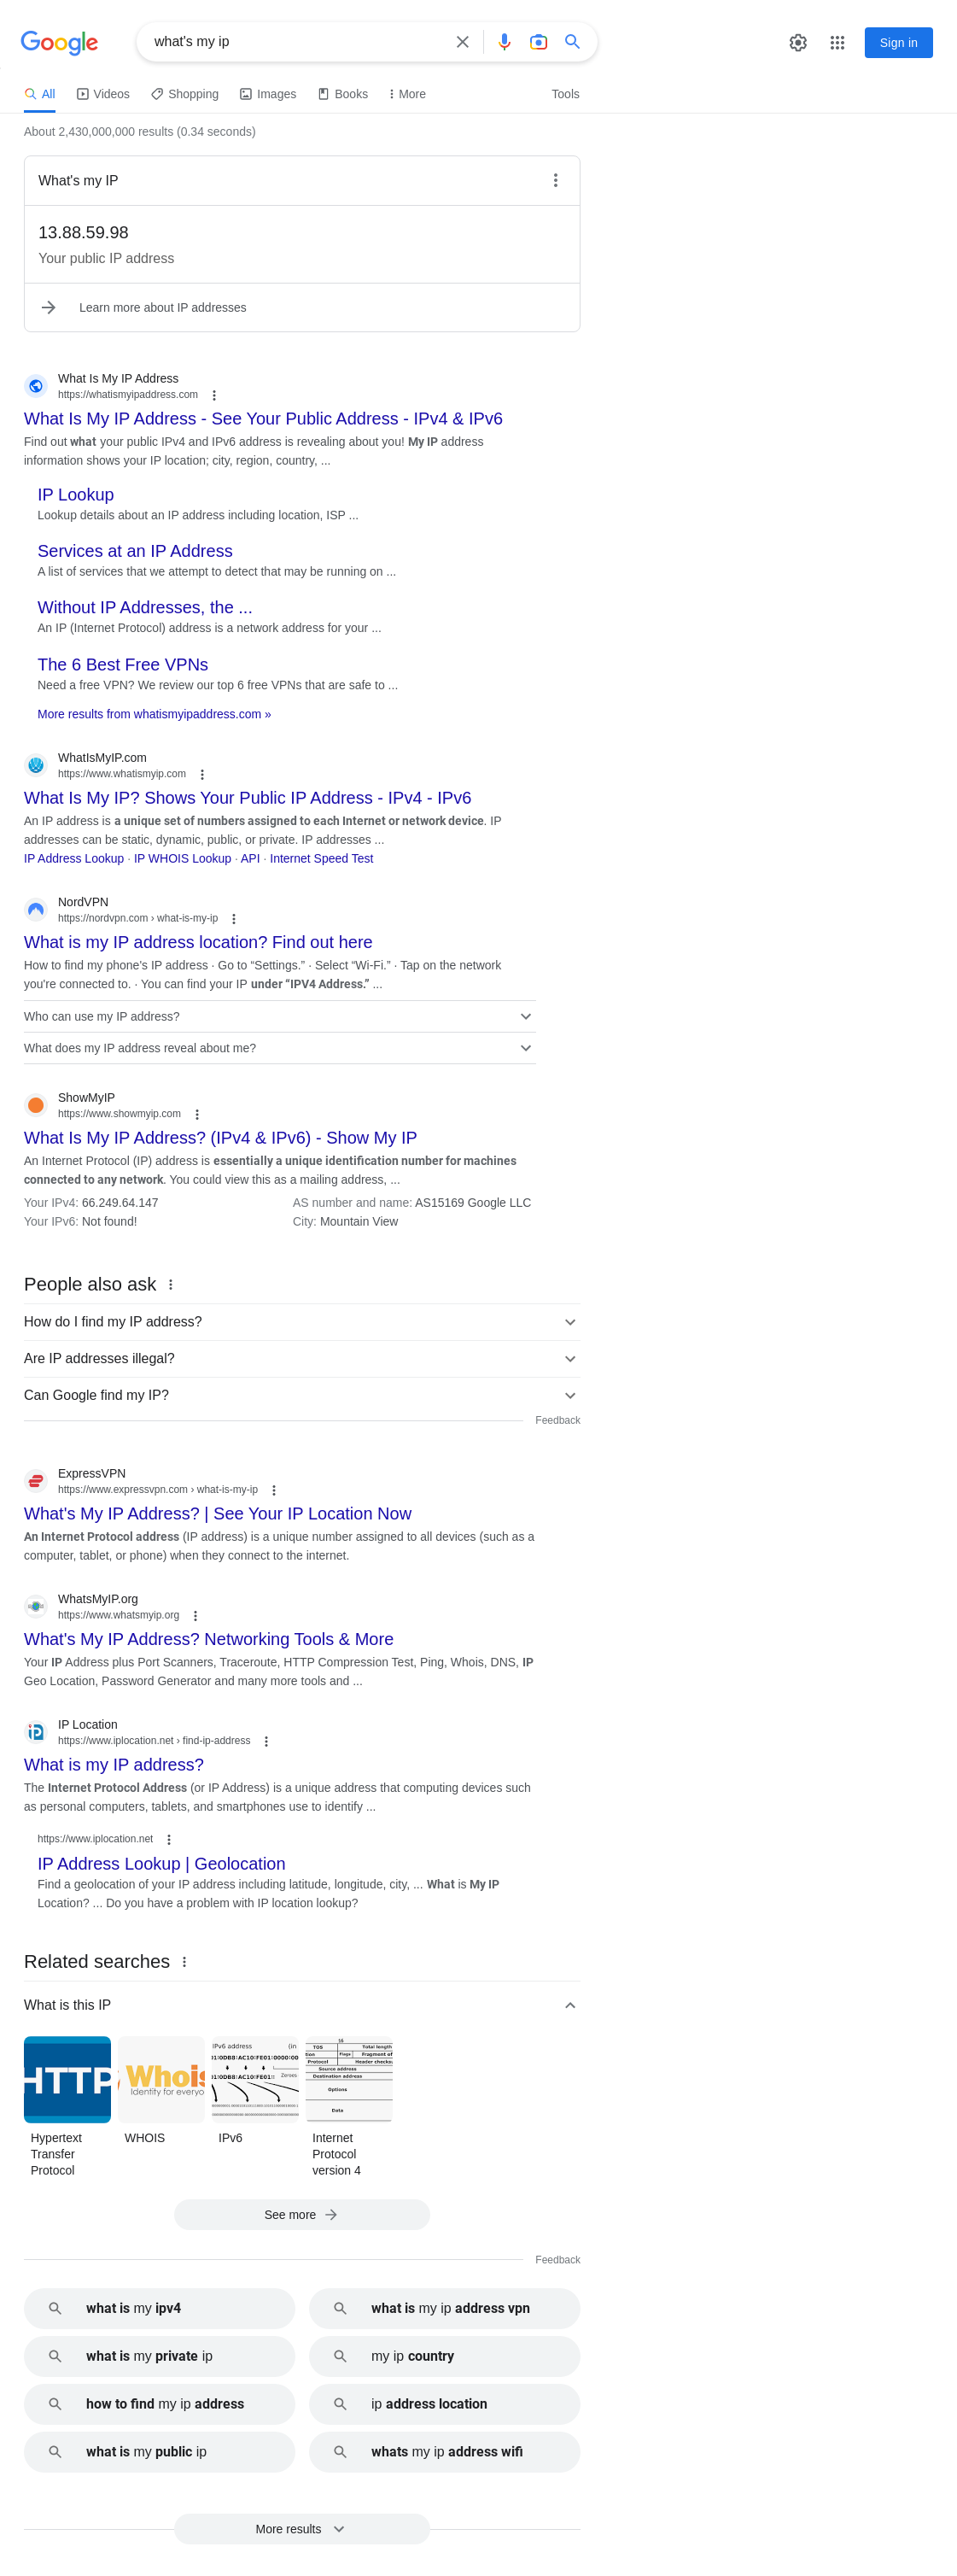 Google
what's my ip
Sign in
All
Videos
Shopping
Images
Books
More
Tools
About 2,430,000,000 results (0.34 seconds)
What's my IP
13.88.59.98
Your public IP address
Learn more about IP addresses
What Is My IP Address
https://whatismyipaddress.com
What Is My IP Address - See Your Public Address - IPv4 & IPv6
Find out what your public IPv4 and IPv6 address is revealing about you! My IP address
information shows your IP location; city, region, country, ...
IP Lookup
Lookup details about an IP address including location, ISP ...
Services at an IP Address
A list of services that we attempt to detect that may be running on ...
Without IP Addresses, the ...
An IP (Internet Protocol) address is a network address for your ...
The 6 Best Free VPNs
Need a free VPN? We review our top 6 free VPNs that are safe to ...
More results from whatismyipaddress.com »
WhatIsMyIP.com
https://www.whatismyip.com
What Is My IP? Shows Your Public IP Address - IPv4 - IPv6
An IP address is a unique set of numbers assigned to each Internet or network device. IP
addresses can be static, dynamic, public, or private. IP addresses ...
IP Address Lookup · IP WHOIS Lookup · API · Internet Speed Test
NordVPN
https://nordvpn.com › what-is-my-ip
What is my IP address location? Find out here
How to find my phone's IP address · Go to “Settings.” · Select “Wi-Fi.” · Tap on the network
you're connected to. · You can find your IP under “IPV4 Address.” ...
Who can use my IP address?
What does my IP address reveal about me?
ShowMyIP
https://www.showmyip.com
What Is My IP Address? (IPv4 & IPv6) - Show My IP
An Internet Protocol (IP) address is essentially a unique identification number for machines
connected to any network. You could view this as a mailing address, ...
Your IPv4: 66.249.64.147
AS number and name: AS15169 Google LLC
Your IPv6: Not found!
City: Mountain View
People also ask
How do I find my IP address?
Are IP addresses illegal?
Can Google find my IP?
Feedback
ExpressVPN
https://www.expressvpn.com › what-is-my-ip
What's My IP Address? | See Your IP Location Now
An Internet Protocol address (IP address) is a unique number assigned to all devices (such as a
computer, tablet, or phone) when they connect to the internet.
WhatsMyIP.org
https://www.whatsmyip.org
What's My IP Address? Networking Tools & More
Your IP Address plus Port Scanners, Traceroute, HTTP Compression Test, Ping, Whois, DNS, IP
Geo Location, Password Generator and many more tools and ...
IP Location
https://www.iplocation.net › find-ip-address
What is my IP address?
The Internet Protocol Address (or IP Address) is a unique address that computing devices such
as personal computers, tablets, and smartphones use to identify ...
https://www.iplocation.net
IP Address Lookup | Geolocation
Find a geolocation of your IP address including latitude, longitude, city, ... What is My IP
Location? ... Do you have a problem with IP location lookup?
Related searches
What is this IP
HTTP
Whois
Identity for everyo
IPv6 address (in
Zeroes
16
TOS Total length
Flags Fragment of
Protocol Header checks
Source address
Destination address
Options
Data
Hypertext
Transfer
Protocol
WHOIS
IPv6
Internet
Protocol
version 4
See more
Feedback
what is my ipv4
what is my ip address vpn
what is my private ip
my ip country
how to find my ip address
ip address location
what is my public ip
whats my ip address wifi
More results